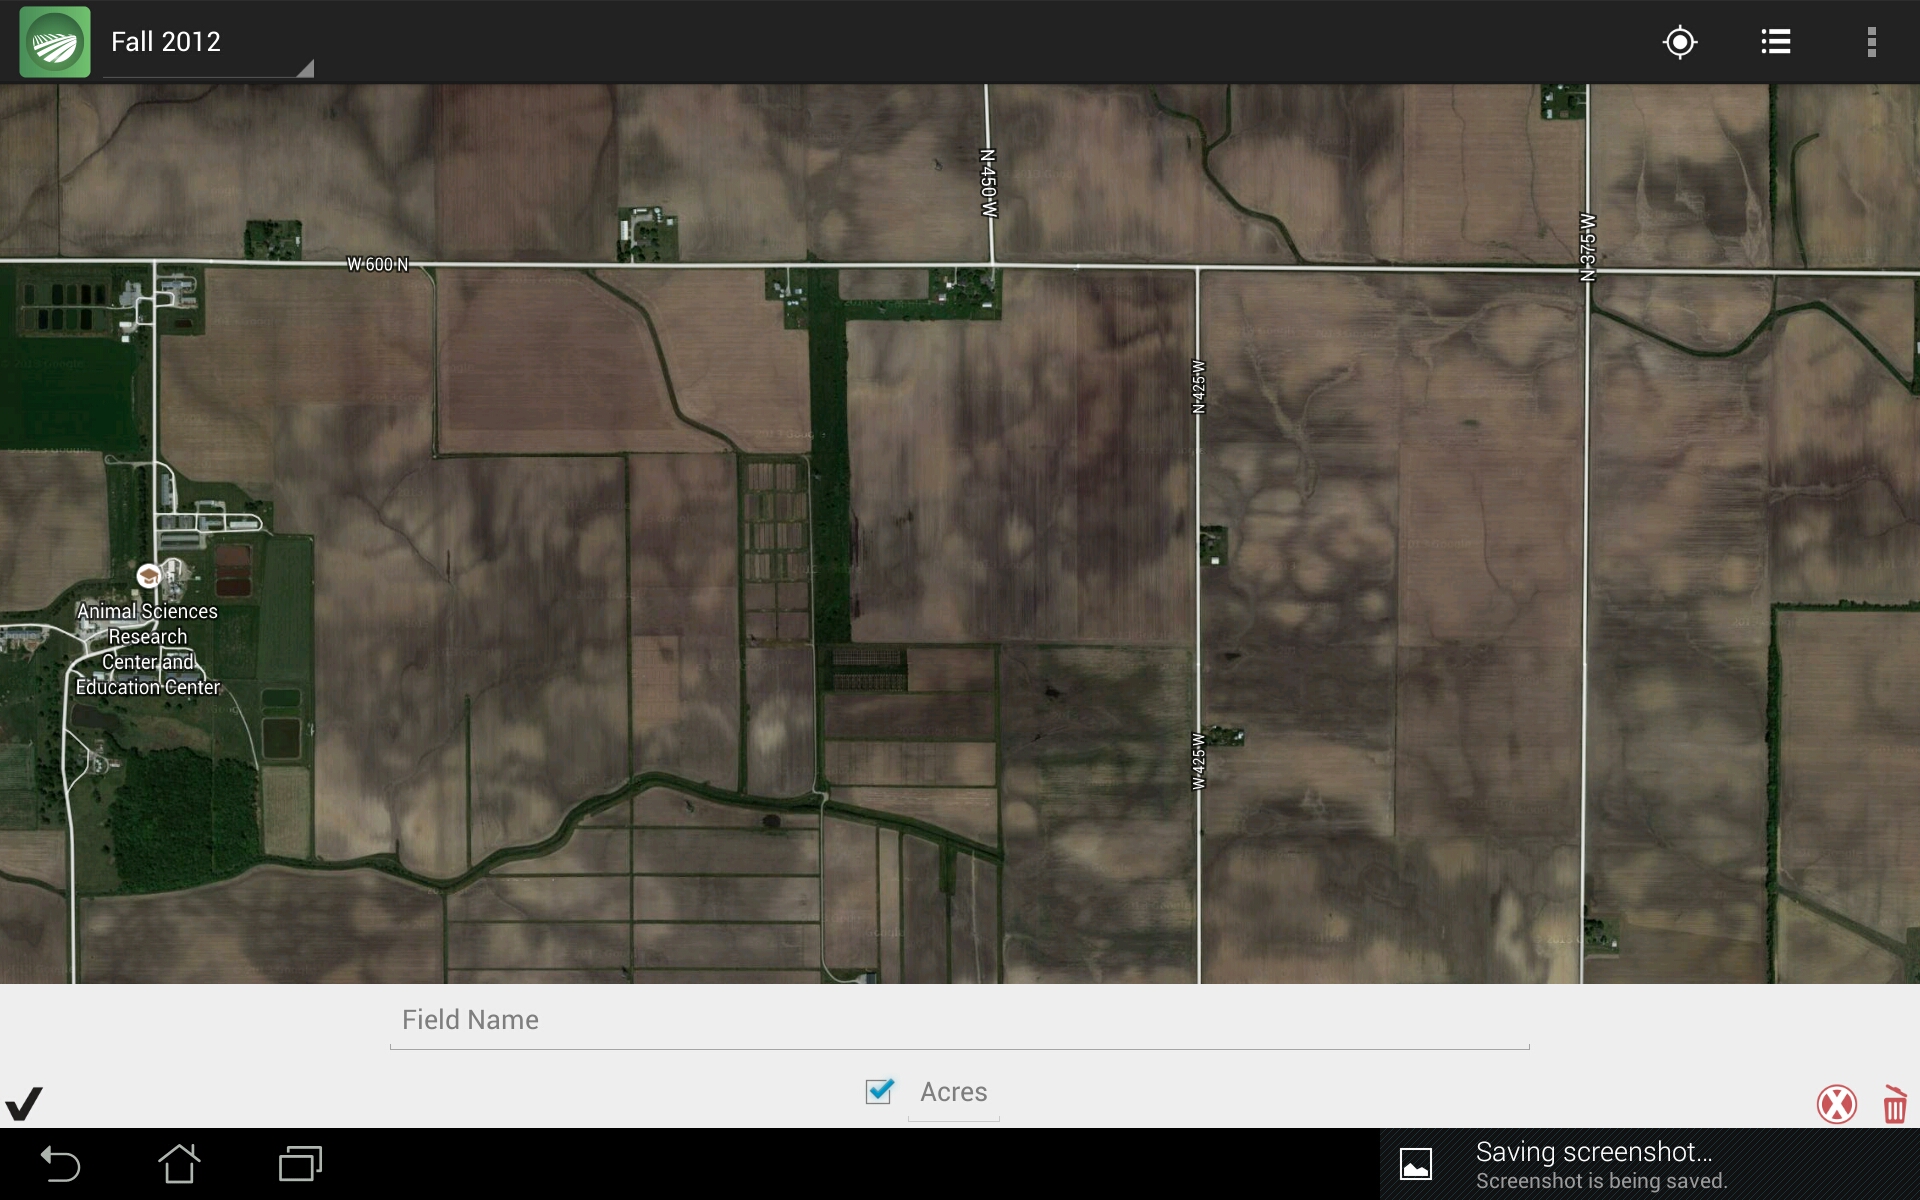 Fall 2012
N 450 W
N 375 W
W 600 N
N 425 W
Animal Sciences
Research
Center and
Education Center
W 425 W
Field Name
Acres
Saving screenshot...
Screenshot is being saved.